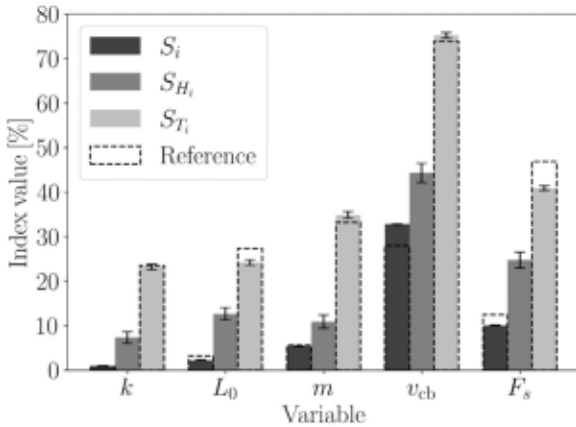 80
70
60
50
40
30
20
10
0
Index value [%]
S_i
S_{H_i}
S_{T_i}
Reference
k L_0 m v_cb F_s
Variable